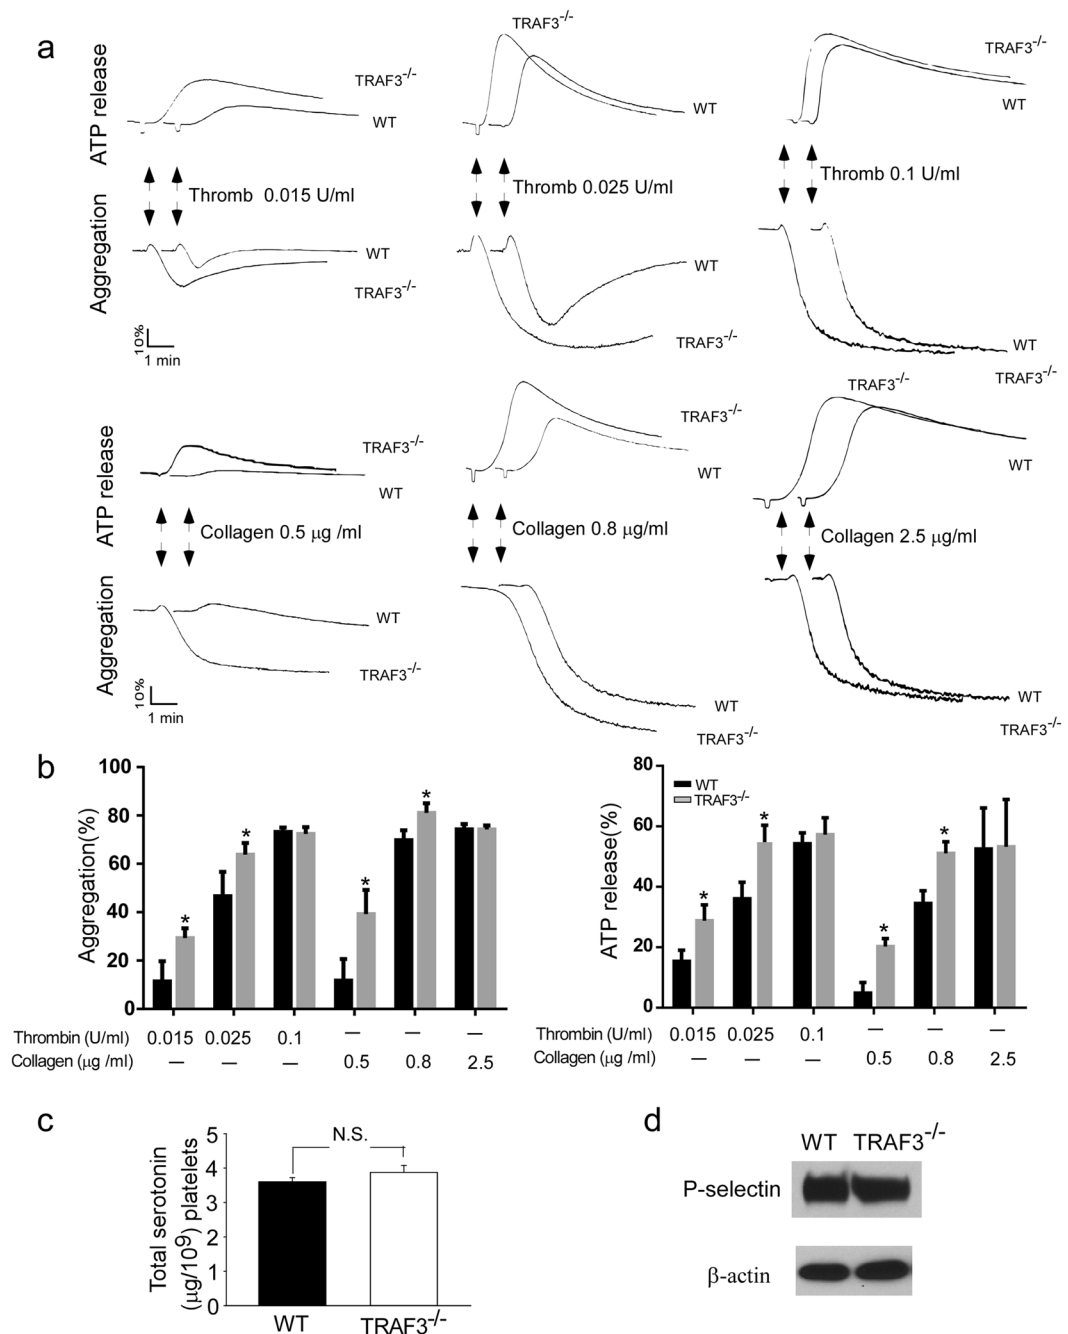 a
ATP release
TRAF3-/-
WT
TRAF3-/-
WT
TRAF3-/-
WT
Thromb 0.015 U/ml
Thromb 0.025 U/ml
Thromb 0.1 U/ml
Aggregation
WT
TRAF3-/-
WT
TRAF3-/-
WT
TRAF3-/-
10%
1 min
ATP release
TRAF3-/-
WT
TRAF3-/-
WT
TRAF3-/-
WT
Collagen 0.5 μg /ml
Collagen 0.8 μg/ml
Collagen 2.5 μg/ml
Aggregation
WT
TRAF3-/-
WT
TRAF3-/-
WT
TRAF3-/-
10%
1 min
b
Aggregation(%)
100
80
60
40
20
0
* * * *
Thrombin (U/ml) 0.015 0.025 0.1 — — —
Collagen (μg /ml) — — — 0.5 0.8 2.5
ATP release(%)
80
60
40
20
0
WT
TRAF3-/-
* * * *
Thrombin (U/ml) 0.015 0.025 0.1 — — —
Collagen (μg /ml) — — — 0.5 0.8 2.5
c
Total serotonin
(μg/109) platelets
5
4
3
2
1
0
N.S.
WT TRAF3-/-
d
WT TRAF3-/-
P-selectin
β-actin